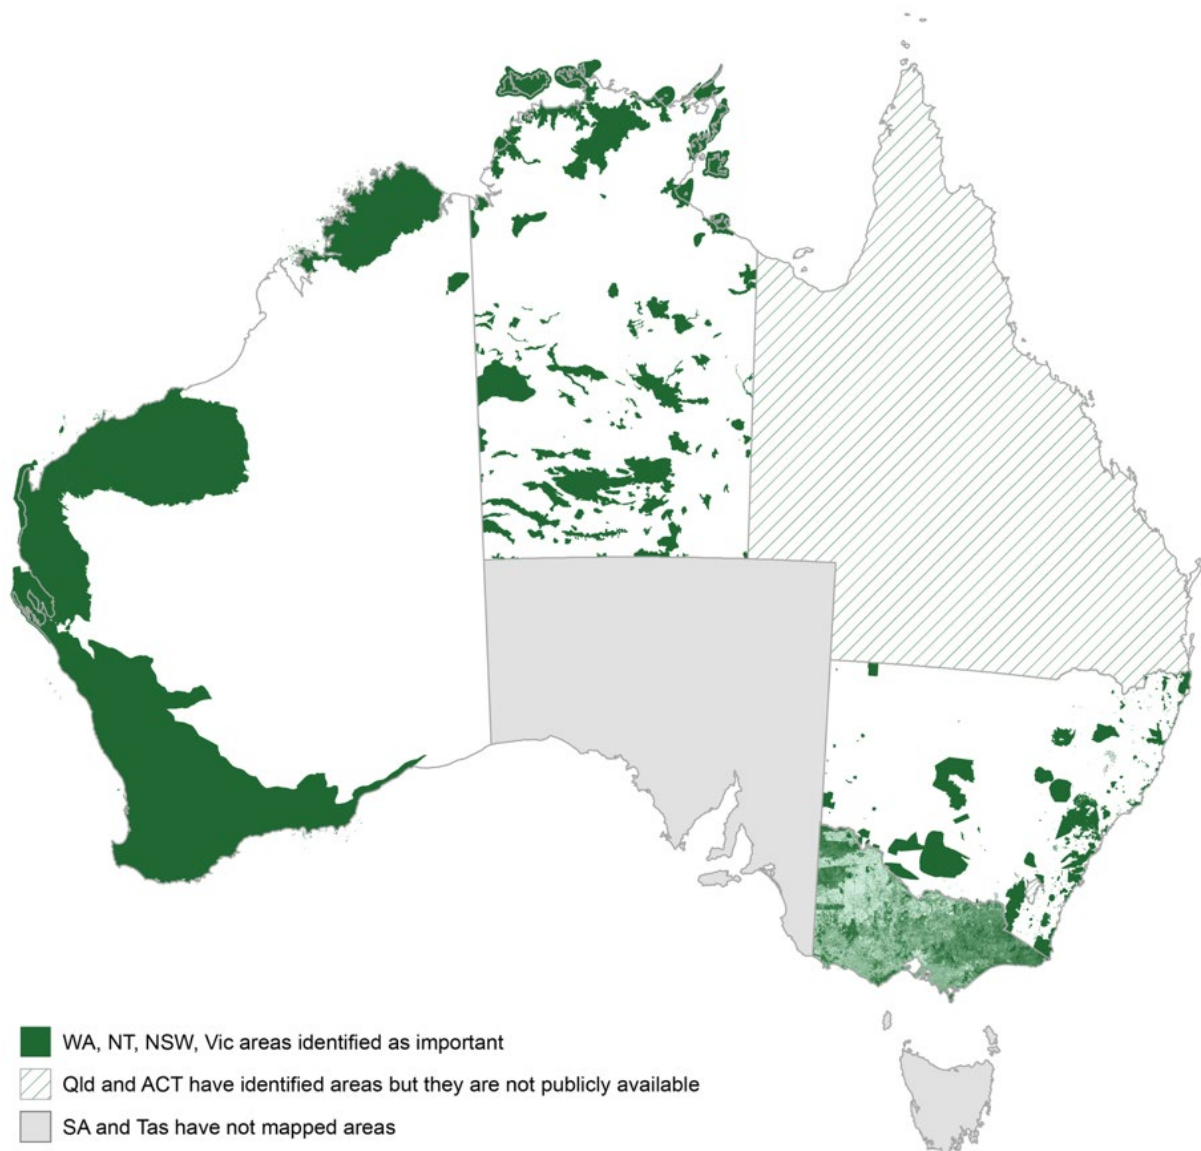 WA, NT, NSW, Vic areas identified as important
Qld and ACT have identified areas but they are not publicly available
SA and Tas have not mapped areas